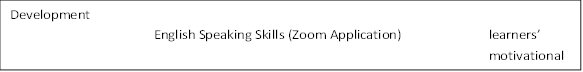 Development
English Speaking Skills (Zoom Application) learners’
motivational